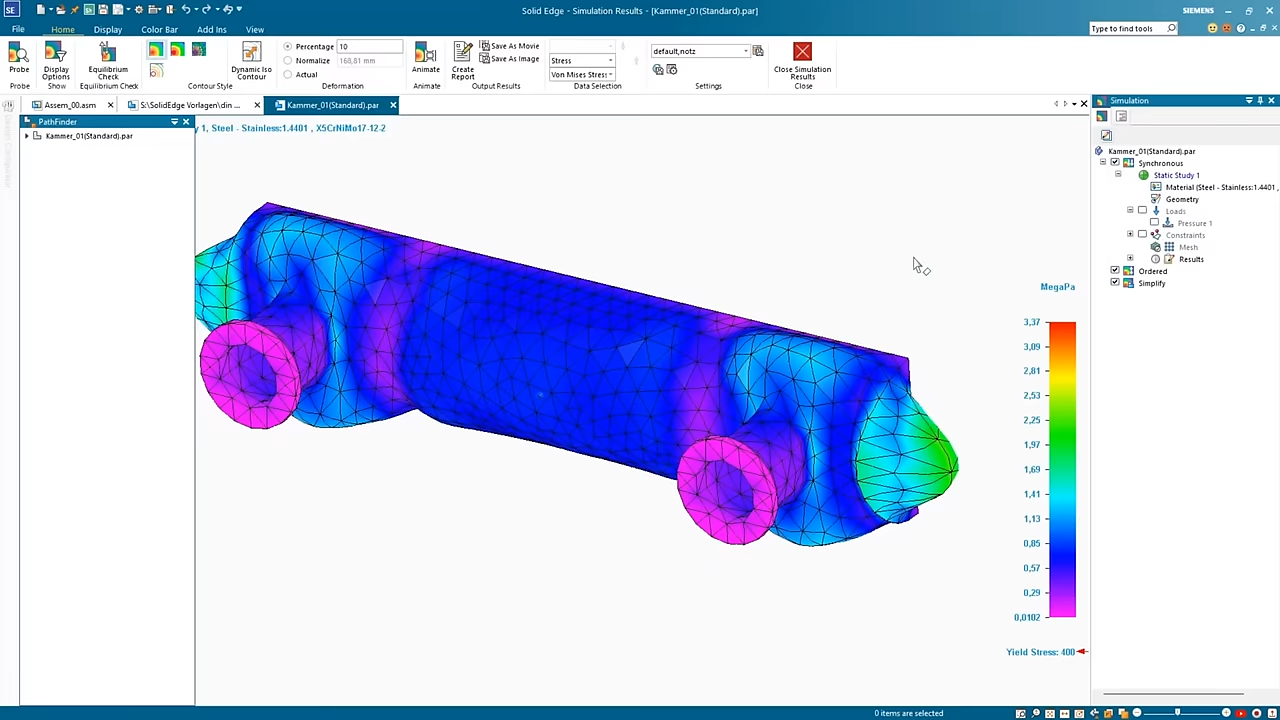 SE
Solid Edge - Simulation Results - [Kammer_01(Standard).par]
SIEMENS
File Home Display Color Bar Add Ins View
Type to find tools
Probe
Display Options
Equilibrium Check
Dynamic Iso Contour
Percentage 10
Normalize 168,81 mm
Actual
Animate
Create Report
Save As Movie
Save As Image
Stress
Von Mises Stress
default_notz
Close Simulation Results
Probe Show Equilibrium Check Contour Style Deformation Animate Output Results Data Selection Settings Close
Assem_00.asm
S:\SolidEdge Vorlagen\din ...
Kammer_01(Standard).par
Simulation
PathFinder
Kammer_01(Standard).par
y 1, Steel - Stainless:1.4401 , X5CrNiMo17-12-2
Kammer_01(Standard).par
Synchronous
Static Study 1
Material (Steel - Stainless:1.4401 ,
Geometry
Loads
Pressure 1
Constraints
Mesh
Results
Ordered
Simplify
MegaPa
3,37
3,09
2,81
2,53
2,25
1,97
1,69
1,41
1,13
0,85
0,57
0,29
0,0102
Yield Stress: 400
0 items are selected